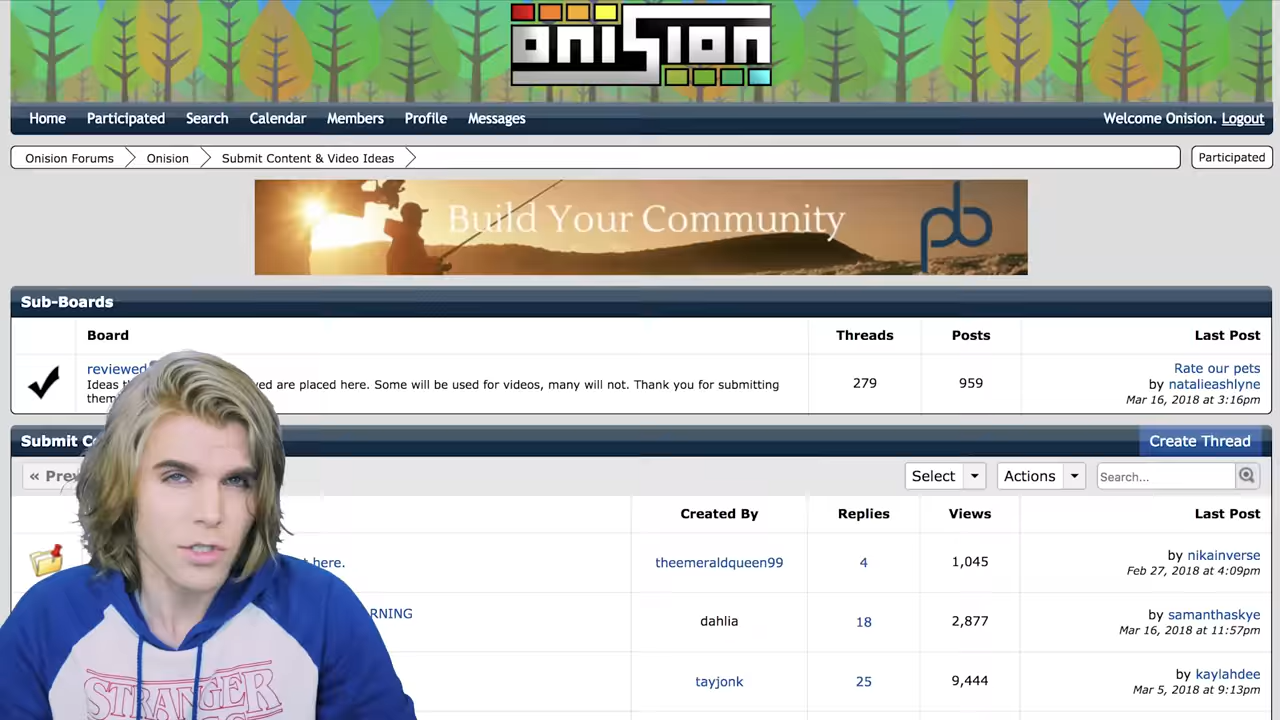 onision
Home Participated Search Calendar Members Profile Messages Welcome Onision. Logout
Onision Forums Onision Submit Content & Video Ideas Participated
Build Your Community pb
Sub-Boards
Board Threads Posts Last Post
reviewed 279 959 Rate our pets
Ideas are placed here. Some will be used for videos, many will not. Thank you for submitting by natalieashlyne
them Mar 16, 2018 at 3:16pm
Submit Create Thread
« Prev Select Actions Search...
Created By Replies Views Last Post
here. theemeraldqueen99 4 1,045 by nikainverse
Feb 27, 2018 at 4:09pm
RNING dahlia 18 2,877 by samanthaskye
Mar 16, 2018 at 11:57pm
tayjonk 25 9,444 by kaylahdee
Mar 5, 2018 at 9:13pm
STRANGER